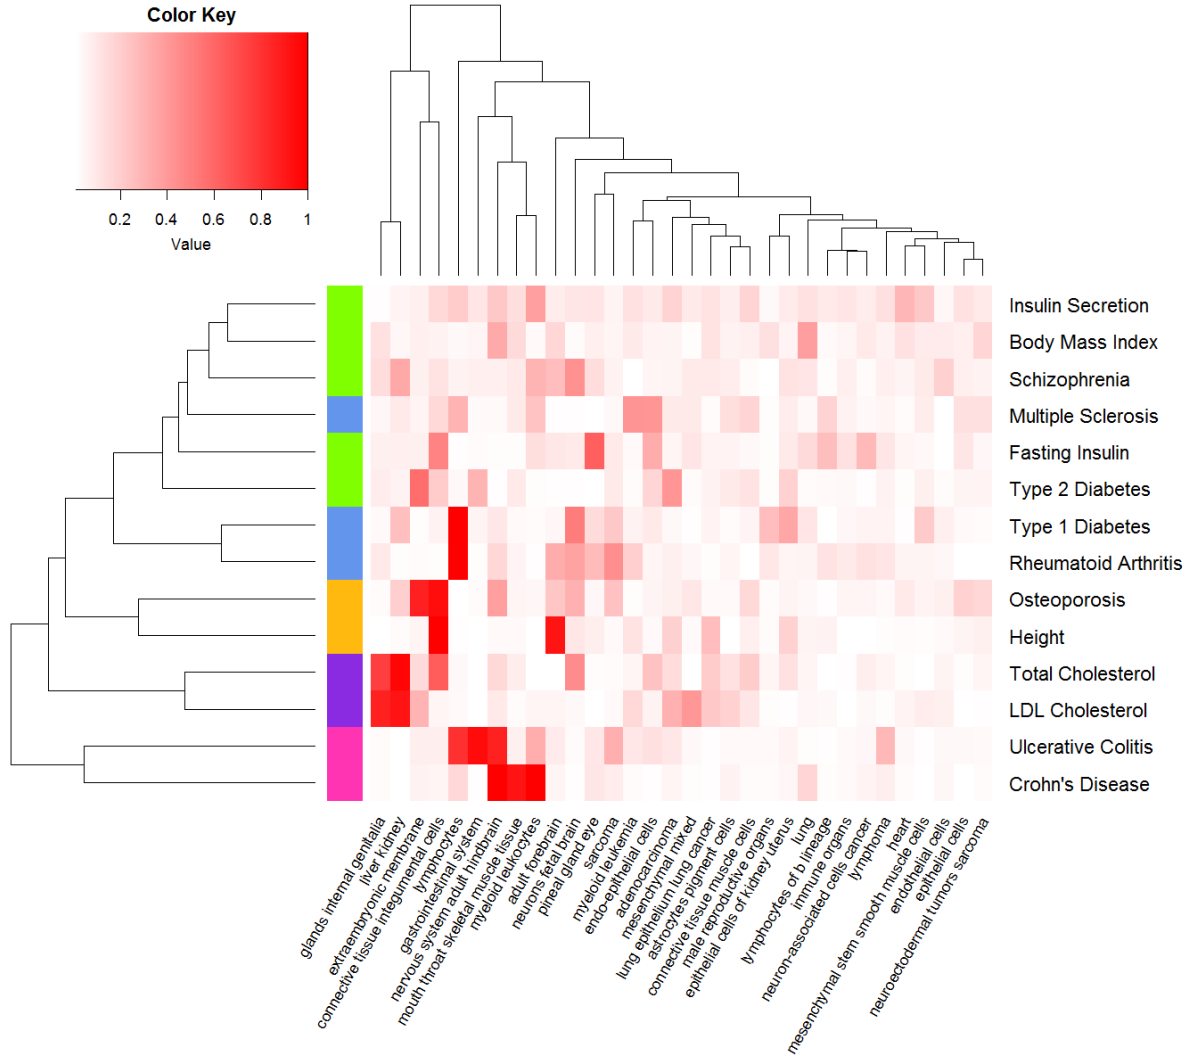 Color Key
0.2 0.4 0.6 0.8 1
Value
Insulin Secretion
Body Mass Index
Schizophrenia
Multiple Sclerosis
Fasting Insulin
Type 2 Diabetes
Type 1 Diabetes
Rheumatoid Arthritis
Osteoporosis
Height
Total Cholesterol
LDL Cholesterol
Ulcerative Colitis
Crohn's Disease
glands internal genitalia
liver kidney
extraembryonic membrane
connective tissue integumental cells
lymphocytes
gastrointestinal system
nervous system adult hindbrain
mouth throat skeletal muscle tissue
myeloid leukocytes
adult forebrain
neurons fetal brain
pineal gland eye
sarcoma
myeloid leukemia
endo-epithelial cells
adenocarcinoma
mesenchymal mixed
lung epithelium lung cancer
astrocytes pigment cells
connective tissue muscle cells
male reproductive organs
epithelial cells of kidney uterus
lung
lymphocytes of b lineage
immune organs
neuron-associated cells cancer
lymphoma
heart
mesenchymal stem smooth muscle cells
endothelial cells
epithelial cells
neuroectodermal tumors sarcoma